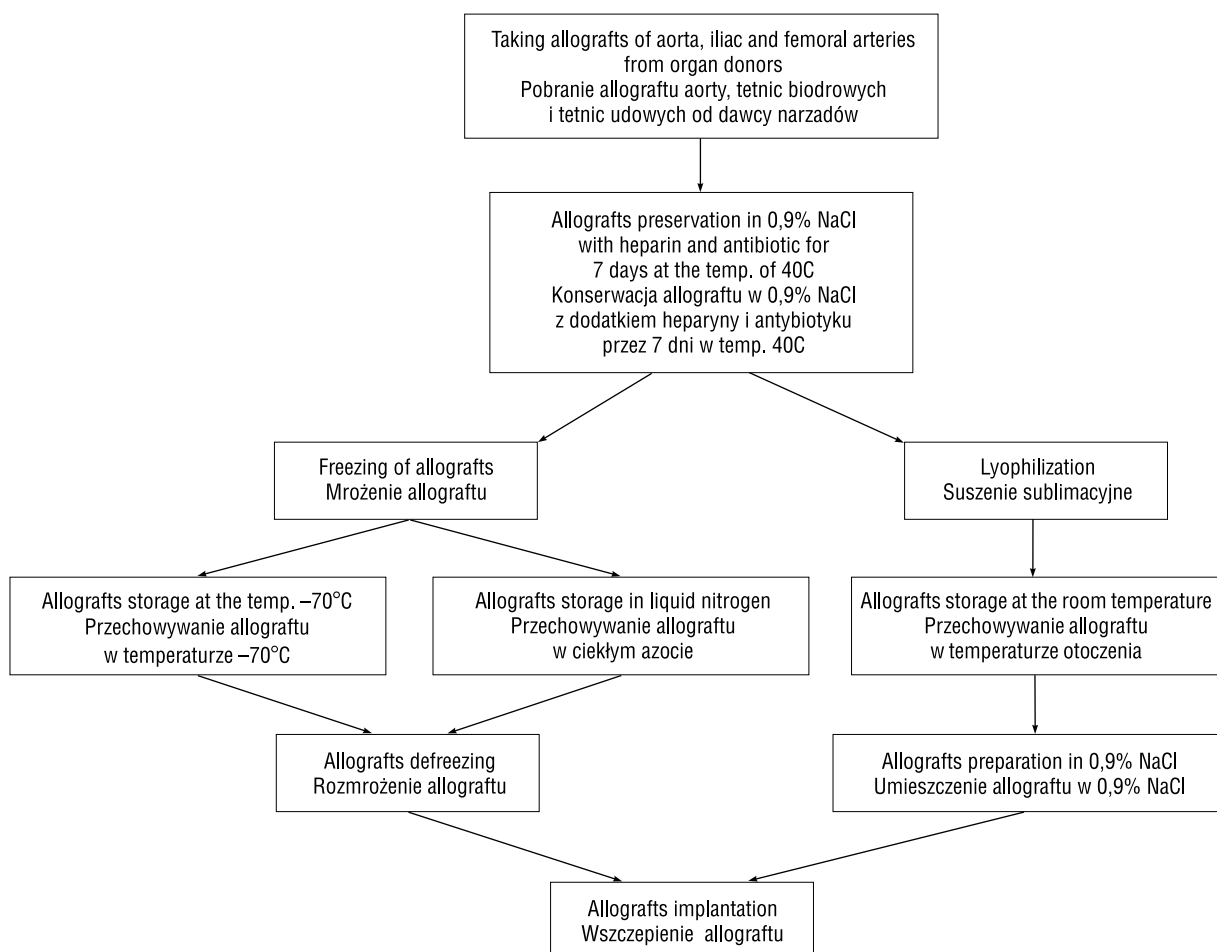 Taking allografts of aorta, iliac and femoral arteries
from organ donors
Pobranie allograftu aorty, tetnic biodrowych
i tetnic udowych od dawcy narzadów
Allografts preservation in 0,9% NaCl
with heparin and antibiotic for
7 days at the temp. of 40C
Konserwacja allograftu w 0,9% NaCl
z dodatkiem heparyny i antybiotyku
przez 7 dni w temp. 40C
Freezing of allografts
Mrożenie allograftu
Lyophilization
Suszenie sublimacyjne
Allografts storage at the temp. –70°C
Przechowywanie allograftu
w temperaturze –70°C
Allografts storage in liquid nitrogen
Przechowywanie allograftu
w ciekłym azocie
Allografts storage at the room temperature
Przechowywanie allograftu
w temperaturze otoczenia
Allografts defreezing
Rozmrożenie allograftu
Allografts preparation in 0,9% NaCl
Umieszczenie allograftu w 0,9% NaCl
Allografts implantation
Wszczepienie allograftu